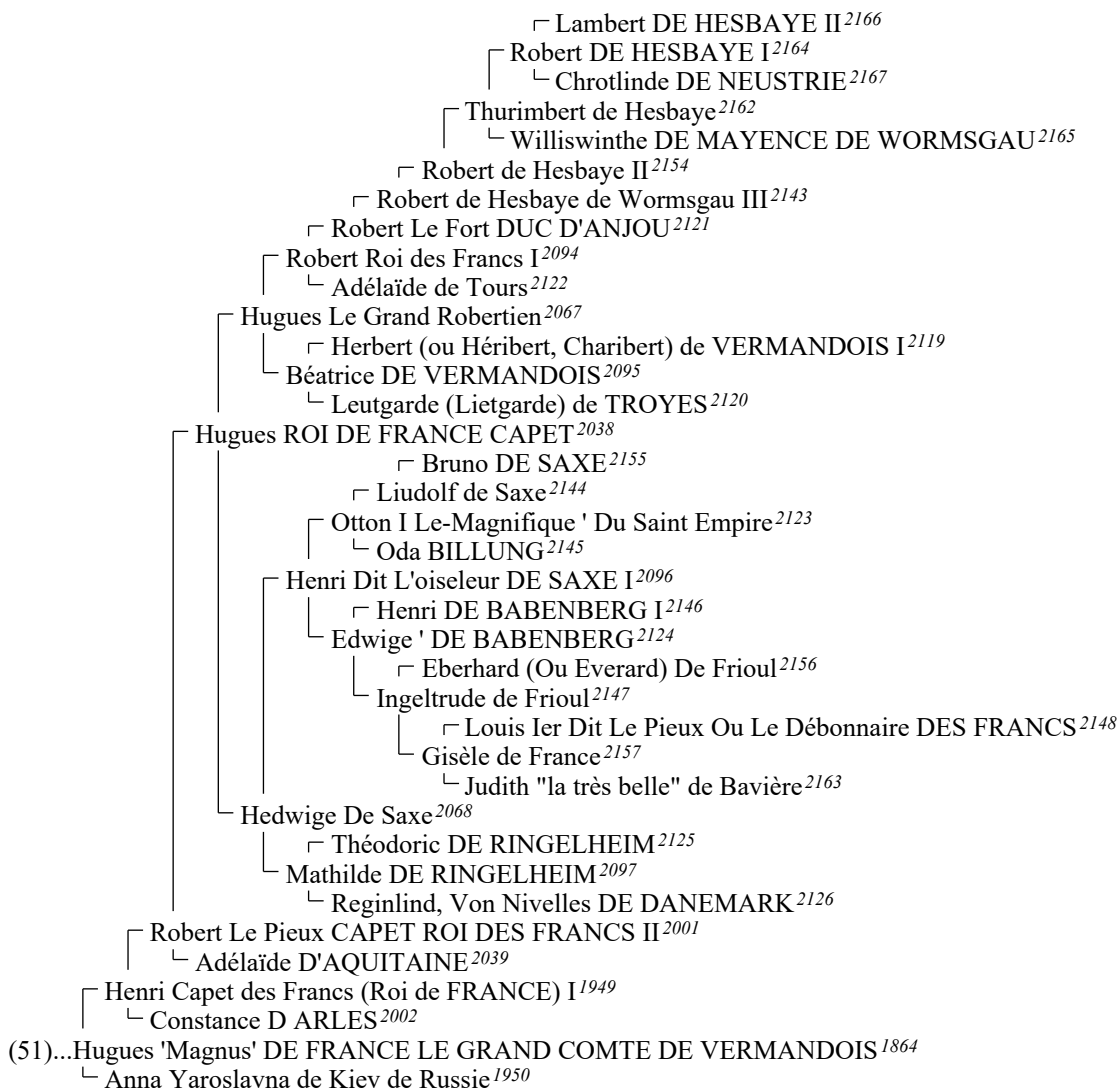 Lambert DE HESBAYE II2166
Robert DE HESBAYE I2164
Chrotlinde DE NEUSTRIE2167
Thurimbert de Hesbaye2162
Williswinthe DE MAYENCE DE WORMSGAU2165
Robert de Hesbaye II2154
Robert de Hesbaye de Wormsgau III2143
Robert Le Fort DUC D'ANJOU2121
Robert Roi des Francs I2094
Adélaïde de Tours2122
Hugues Le Grand Robertien2067
Herbert (ou Héribert, Charibert) de VERMANDOIS I2119
Béatrice DE VERMANDOIS2095
Leutgarde (Lietgarde) de TROYES2120
Hugues ROI DE FRANCE CAPET2038
Bruno DE SAXE2155
Liudolf de Saxe2144
Otton I Le-Magnifique ' Du Saint Empire2123
Oda BILLUNG2145
Henri Dit L'oiseleur DE SAXE I2096
Henri DE BABENBERG I2146
Edwige ' DE BABENBERG2124
Eberhard (Ou Everard) De Frioul2156
Ingeltrude de Frioul2147
Louis Ier Dit Le Pieux Ou Le Débonnaire DES FRANCS2148
Gisèle de France2157
Judith "la très belle" de Bavière2163
Hedwige De Saxe2068
Théodoric DE RINGELHEIM2125
Mathilde DE RINGELHEIM2097
Reginlind, Von Nivelles DE DANEMARK2126
Robert Le Pieux CAPET ROI DES FRANCS II2001
Adélaïde D'AQUITAINE2039
Henri Capet des Francs (Roi de FRANCE) I1949
Constance D ARLES2002
(51)...Hugues 'Magnus' DE FRANCE LE GRAND COMTE DE VERMANDOIS1864
Anna Yaroslavna de Kiev de Russie1950